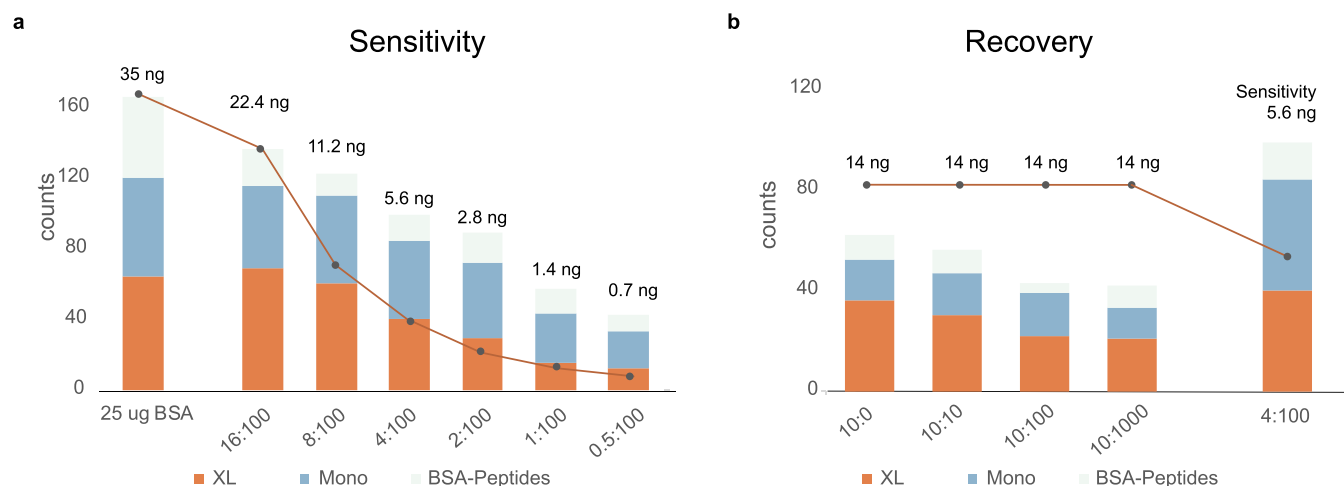 a
Sensitivity
35 ng
22.4 ng
11.2 ng
5.6 ng
2.8 ng
1.4 ng
0.7 ng
counts
160
120
80
40
0
25 ug BSA
16:100
8:100
4:100
2:100
1:100
0.5:100
XL
Mono
BSA-Peptides
b
Recovery
Sensitivity
5.6 ng
14 ng
14 ng
14 ng
14 ng
counts
120
80
40
0
10:0
10:10
10:100
10:1000
4:100
XL
Mono
BSA-Peptides